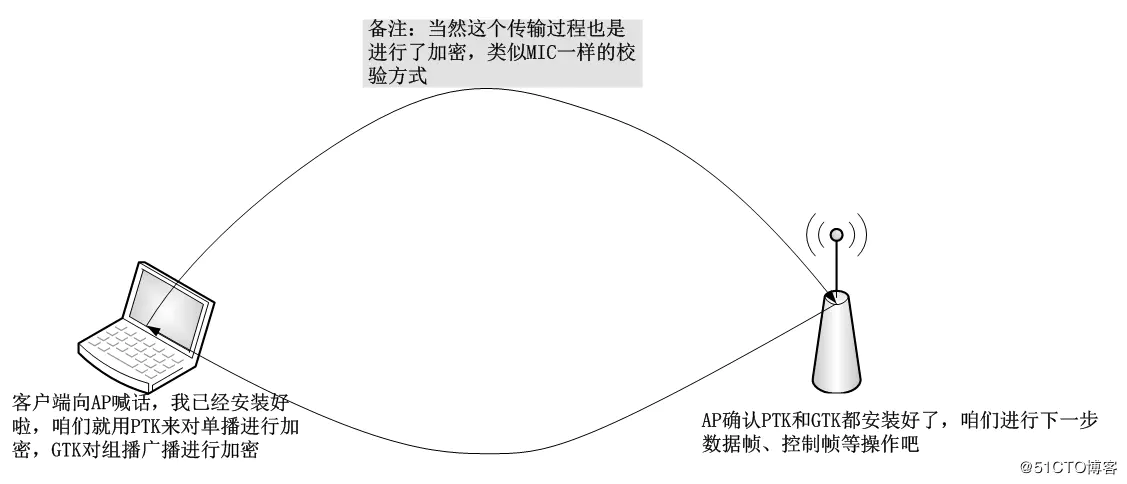 备注：当然这个传输过程也是
进行了加密，类似MIC一样的校
验方式
客户端向AP喊话，我已经安装好
啦，咱们就用PTK来对单播进行加
密，GTK对组播广播进行加密
AP确认PTK和GTK都安装好了，咱们进行下一步
数据帧、控制帧等操作吧
@51CTO博客